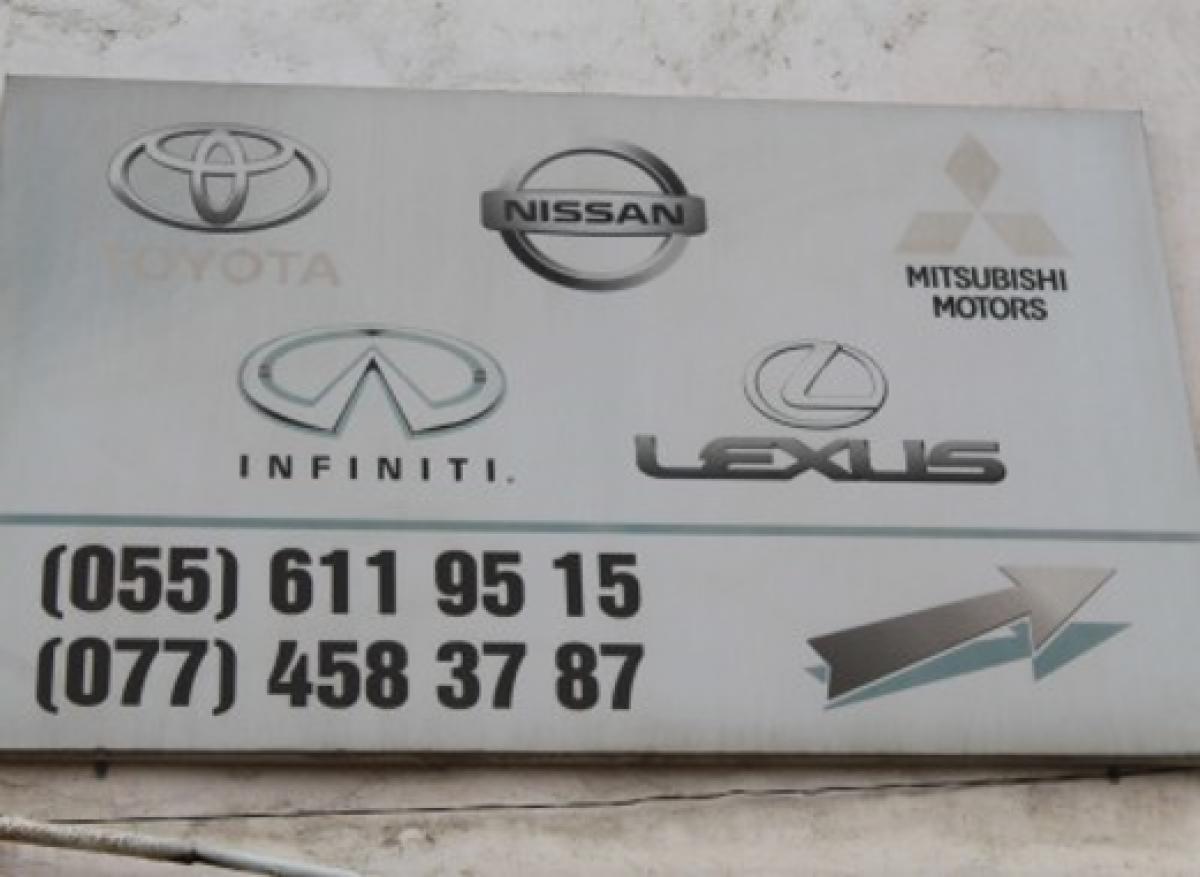 TOYOTA
NISSAN
MITSUBISHI
MOTORS
INFINITI.
LEXUS
(055) 611 95 15
(077) 458 37 87